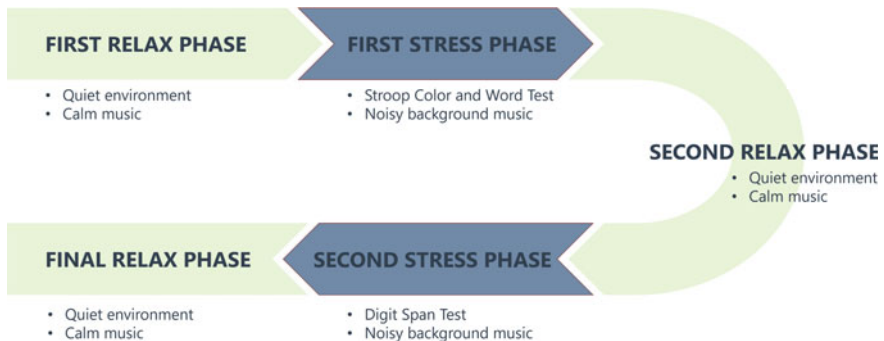 FIRST RELAX PHASE
• Quiet environment
• Calm music
FIRST STRESS PHASE
• Stroop Color and Word Test
• Noisy background music
SECOND RELAX PHASE
• Quiet environment
• Calm music
SECOND STRESS PHASE
• Digit Span Test
• Noisy background music
FINAL RELAX PHASE
• Quiet environment
• Calm music